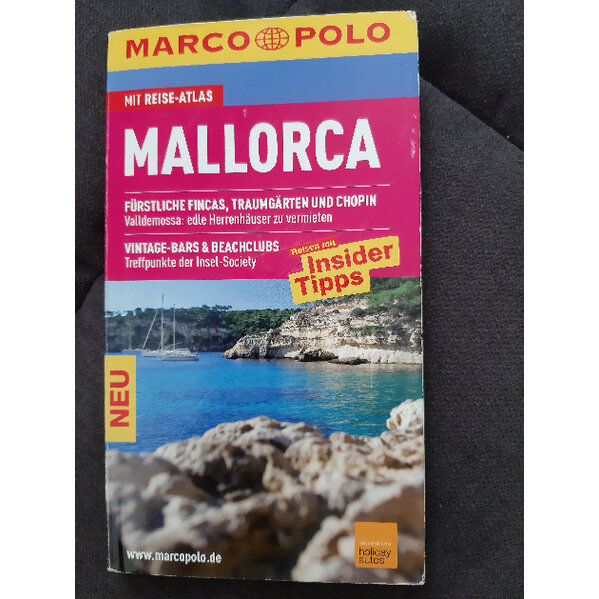 MARCO POLO
MIT REISE-ATLAS
MALLORCA
FÜRSTLICHE FINCAS, TRAUMGÄRTEN UND CHOPIN
Valldemossa: edle Herrenhäuser zu vermieten
VINTAGE-BARS & BEACHCLUBS
Treffpunkte der Insel-Society
Reisen mit
Insider
Tipps
NEU
www.marcopolo.de
holiday
autos